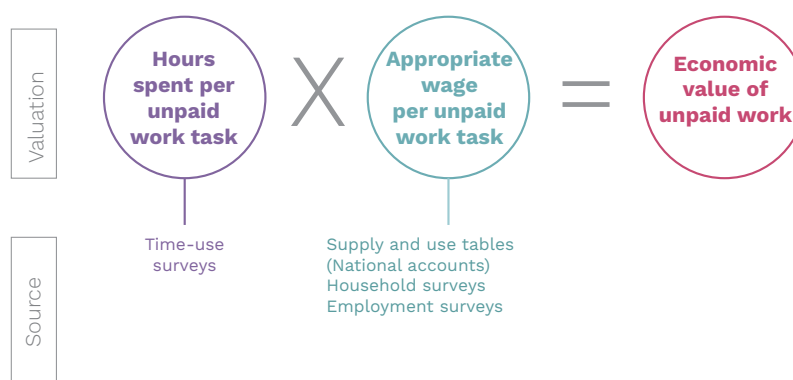 Valuation
Hours
spent per
unpaid
work task
X
Appropriate
wage
per unpaid
work task
=
Economic
value of
unpaid work
Source
Time-use
surveys
Supply and use tables
(National accounts)
Household surveys
Employment surveys